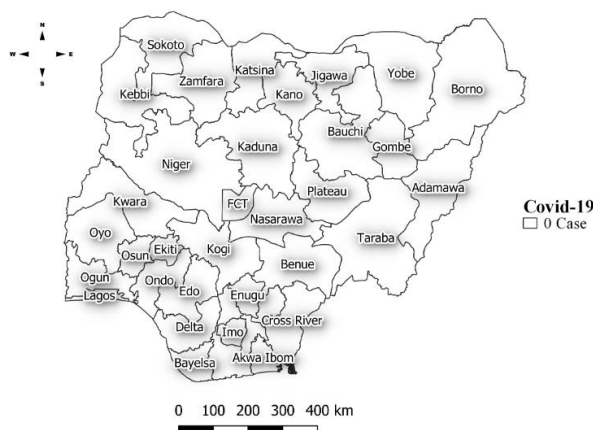 N
W E
S
Sokoto
Katsina
Jigawa
Yobe
Borno
Zamfara
Kebbi
Kano
Bauchi
Gombe
Kaduna
Niger
Adamawa
Plateau
Kwara
FCT
Nasarawa
Covid-19
0 Case
Oyo
Taraba
Osun
Ekiti
Kogi
Benue
Ogun
Ondo
Edo
Enugu
Lagos
Delta
Imo
Cross River
Bayelsa
Akwa Ibom
0 100 200 300 400 km